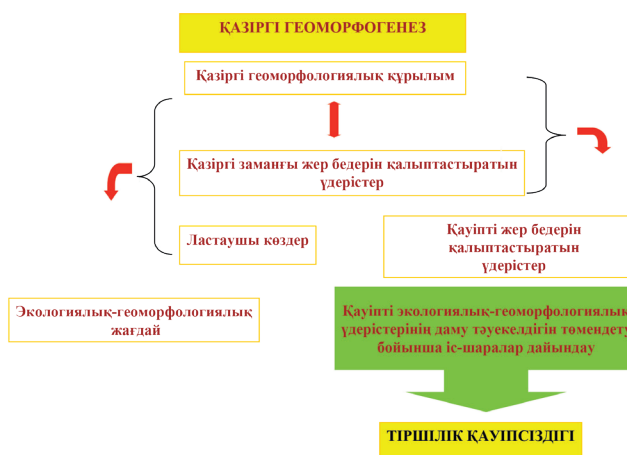 ҚАЗІРГІ ГЕОМОРФОГЕНЕЗ
Қазіргі геоморфологиялық құрылым
Қазіргі заманғы жер бедерін қалыптастыратын
үдерістер
Ластаушы көздер
Қауіпті жер бедерін
қалыптастыратын
үдерістер
Экологиялық-геоморфологиялық
жағдай
Қауіпті экологиялық-геоморфологиялық
үдерістерінің даму тәуекелдігін төмендету
бойынша іс-шаралар дайындау
ТІРШІЛІК ҚАУІПСІЗДІГІ